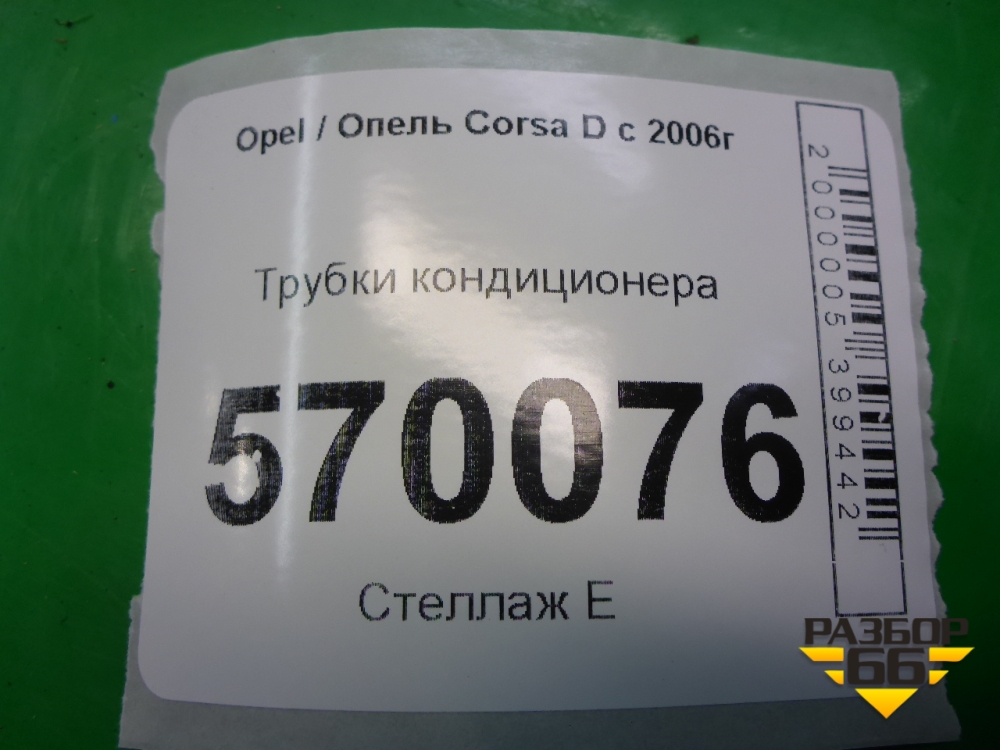 Opel / Опель Corsa D с 2006г
Трубки кондиционера
570076
Стеллаж E
2000005399442
РАЗБОР
66